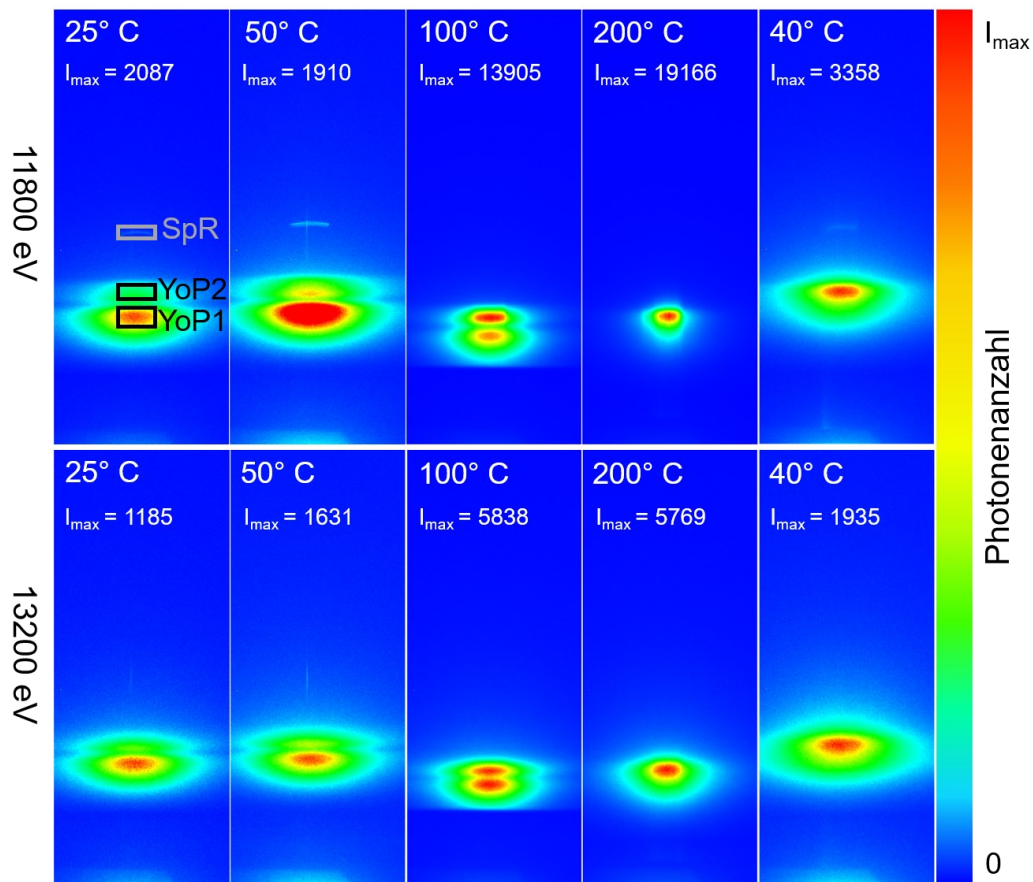 25° C
50° C
100° C
200° C
40° C
I_max
I_max = 2087
I_max = 1910
I_max = 13905
I_max = 19166
I_max = 3358
11800 eV
SpR
YoP2
YoP1
Photonenanzahl
25° C
50° C
100° C
200° C
40° C
I_max = 1185
I_max = 1631
I_max = 5838
I_max = 5769
I_max = 1935
13200 eV
0